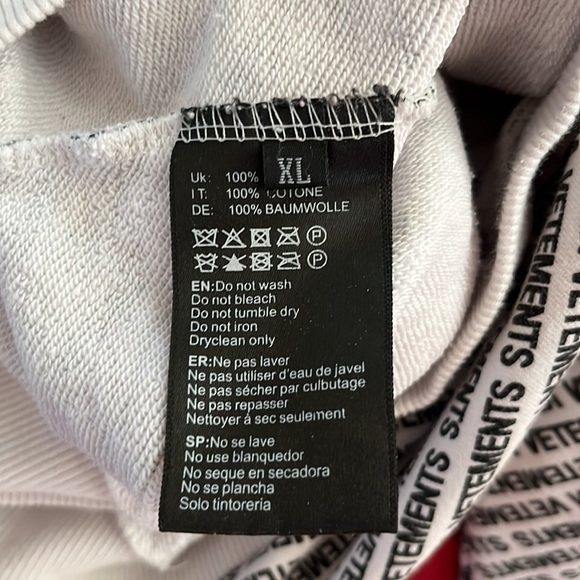 XL
Uk: 100%
IT: 100% COTONE
DE: 100% BAUMWOLLE
EN:Do not wash
Do not bleach
Do not tumble dry
Do not iron
Dryclean only
ER:Ne pas laver
Ne pas utiliser d'eau de javel
Ne pas sécher par culbutage
Ne pas repasser
Nettoyer á sec seulement
SP:No se lave
No use blanquedor
No seque en secadora
No se plancha
Solo tintoreria
VETEMENTS
VETEMENTS
VETEMENTS
VETEMENTS
VETEMENTS